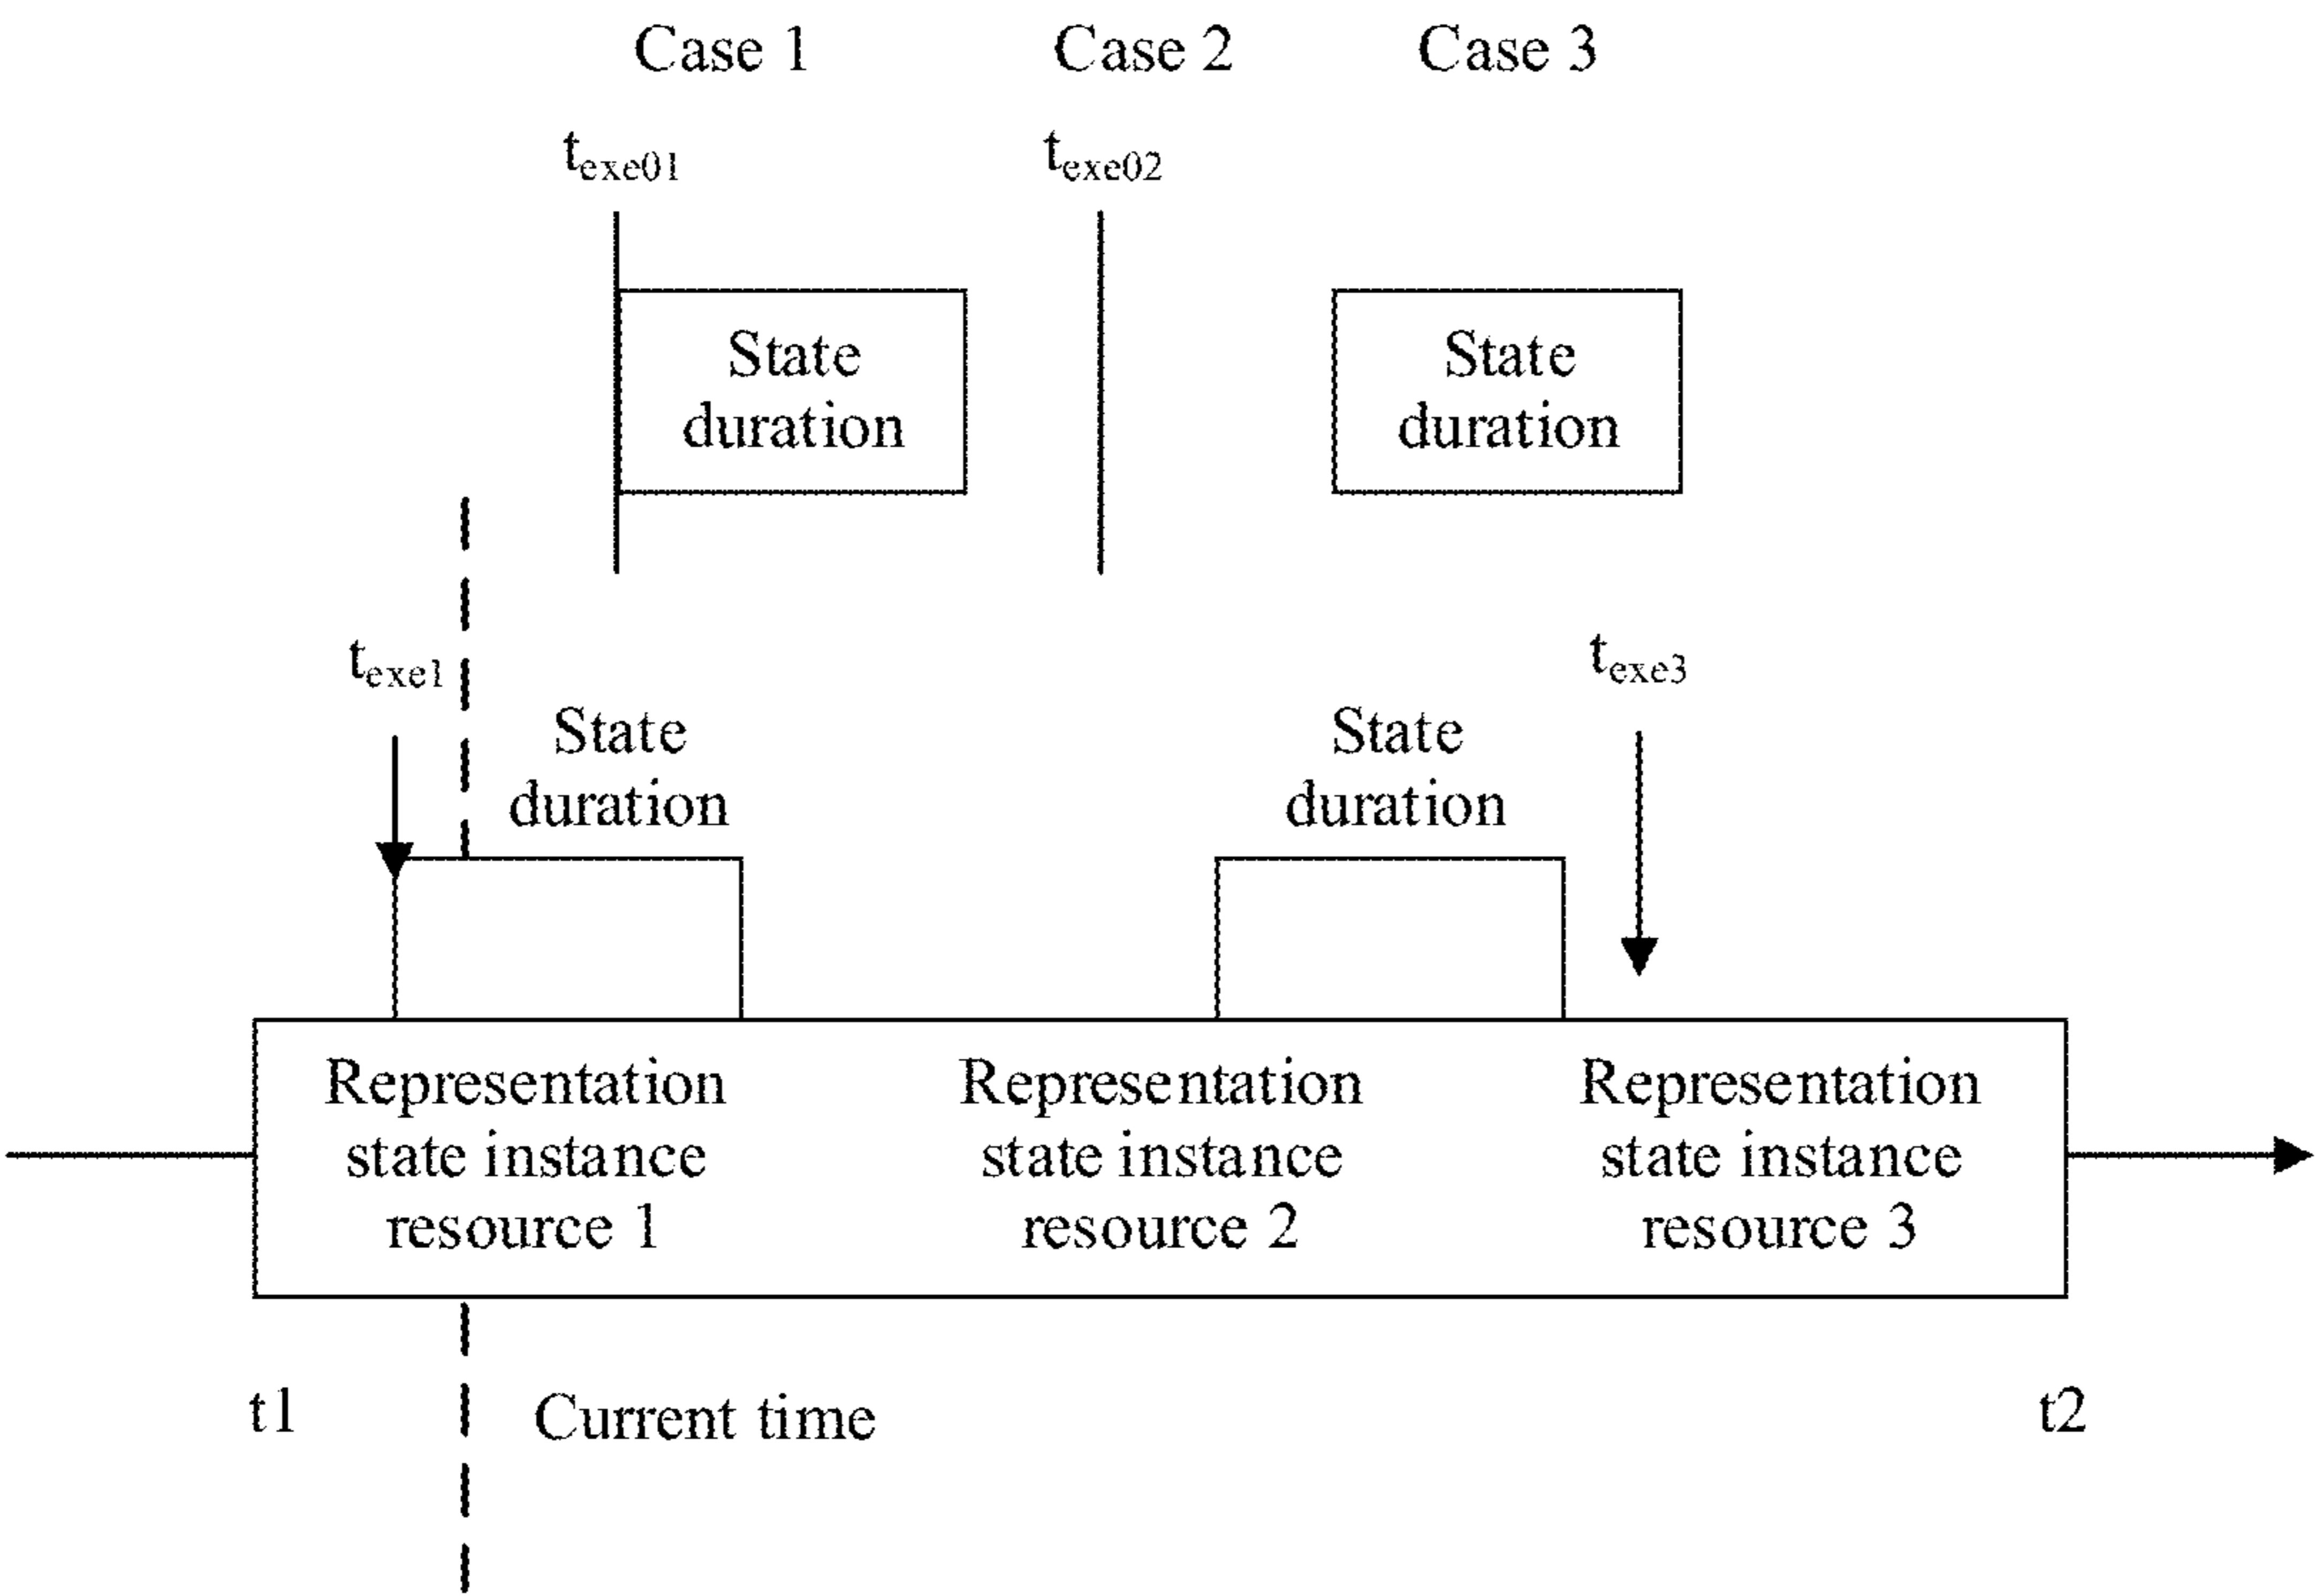 Case 1 Case 2 Case 3
texe01 texe02
State State
duration duration
texe1 texe3
State State
duration duration
Representation Representation Representation
state instance state instance state instance
resource 1 resource 2 resource 3
t1 Current time t2